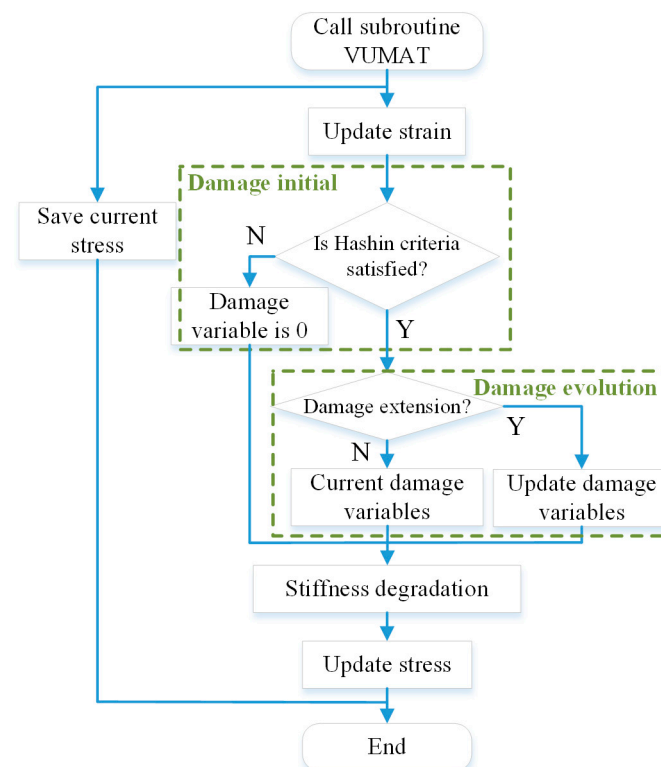 Call subroutine
VUMAT
Update strain
Damage initial
Save current
stress
N
Is Hashin criteria
satisfied?
Damage
variable is 0
Y
Damage evolution
Damage extension?
Y
N
Current damage
variables
Update damage
variables
Stiffness degradation
Update stress
End